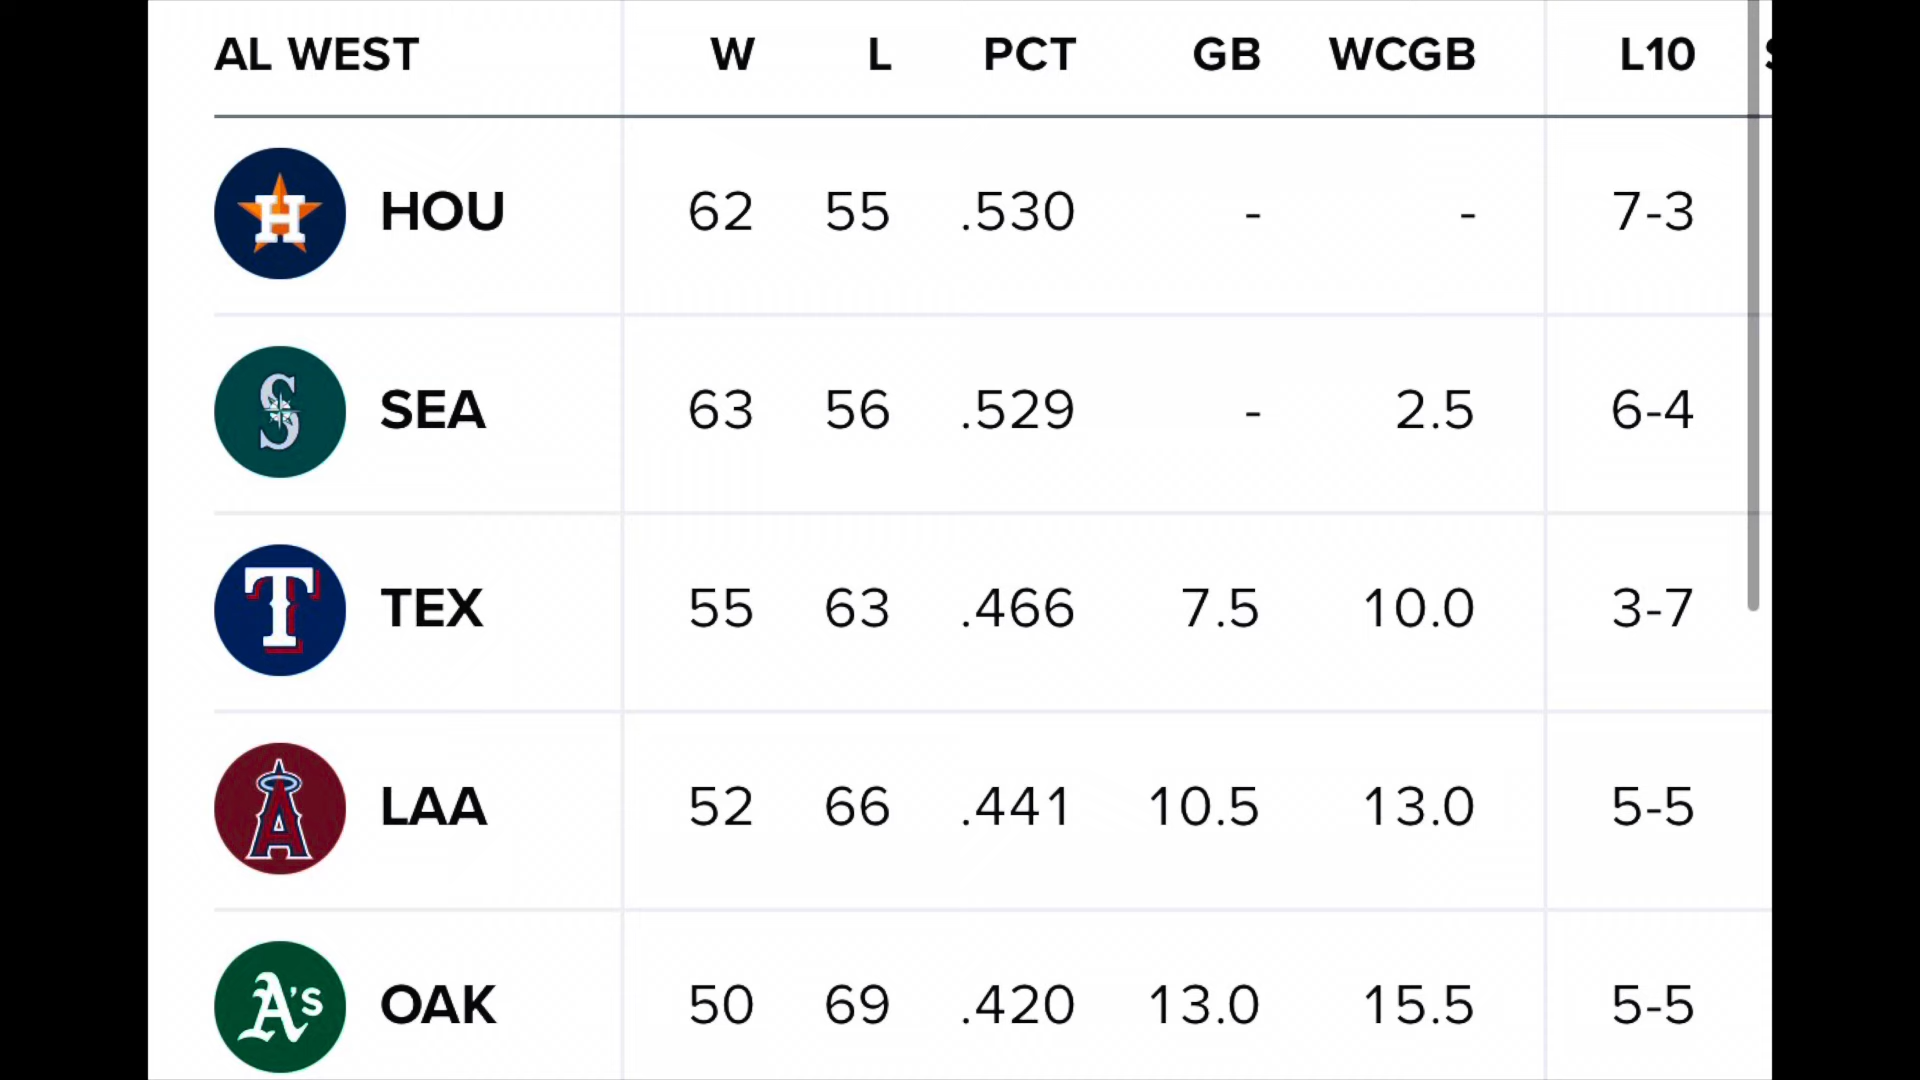 AL WEST W L PCT GB WCGB L10
H HOU 62 55 .530 - - 7-3
S SEA 63 56 .529 - 2.5 6-4
T TEX 55 63 .466 7.5 10.0 3-7
A LAA 52 66 .441 10.5 13.0 5-5
A's OAK 50 69 .420 13.0 15.5 5-5